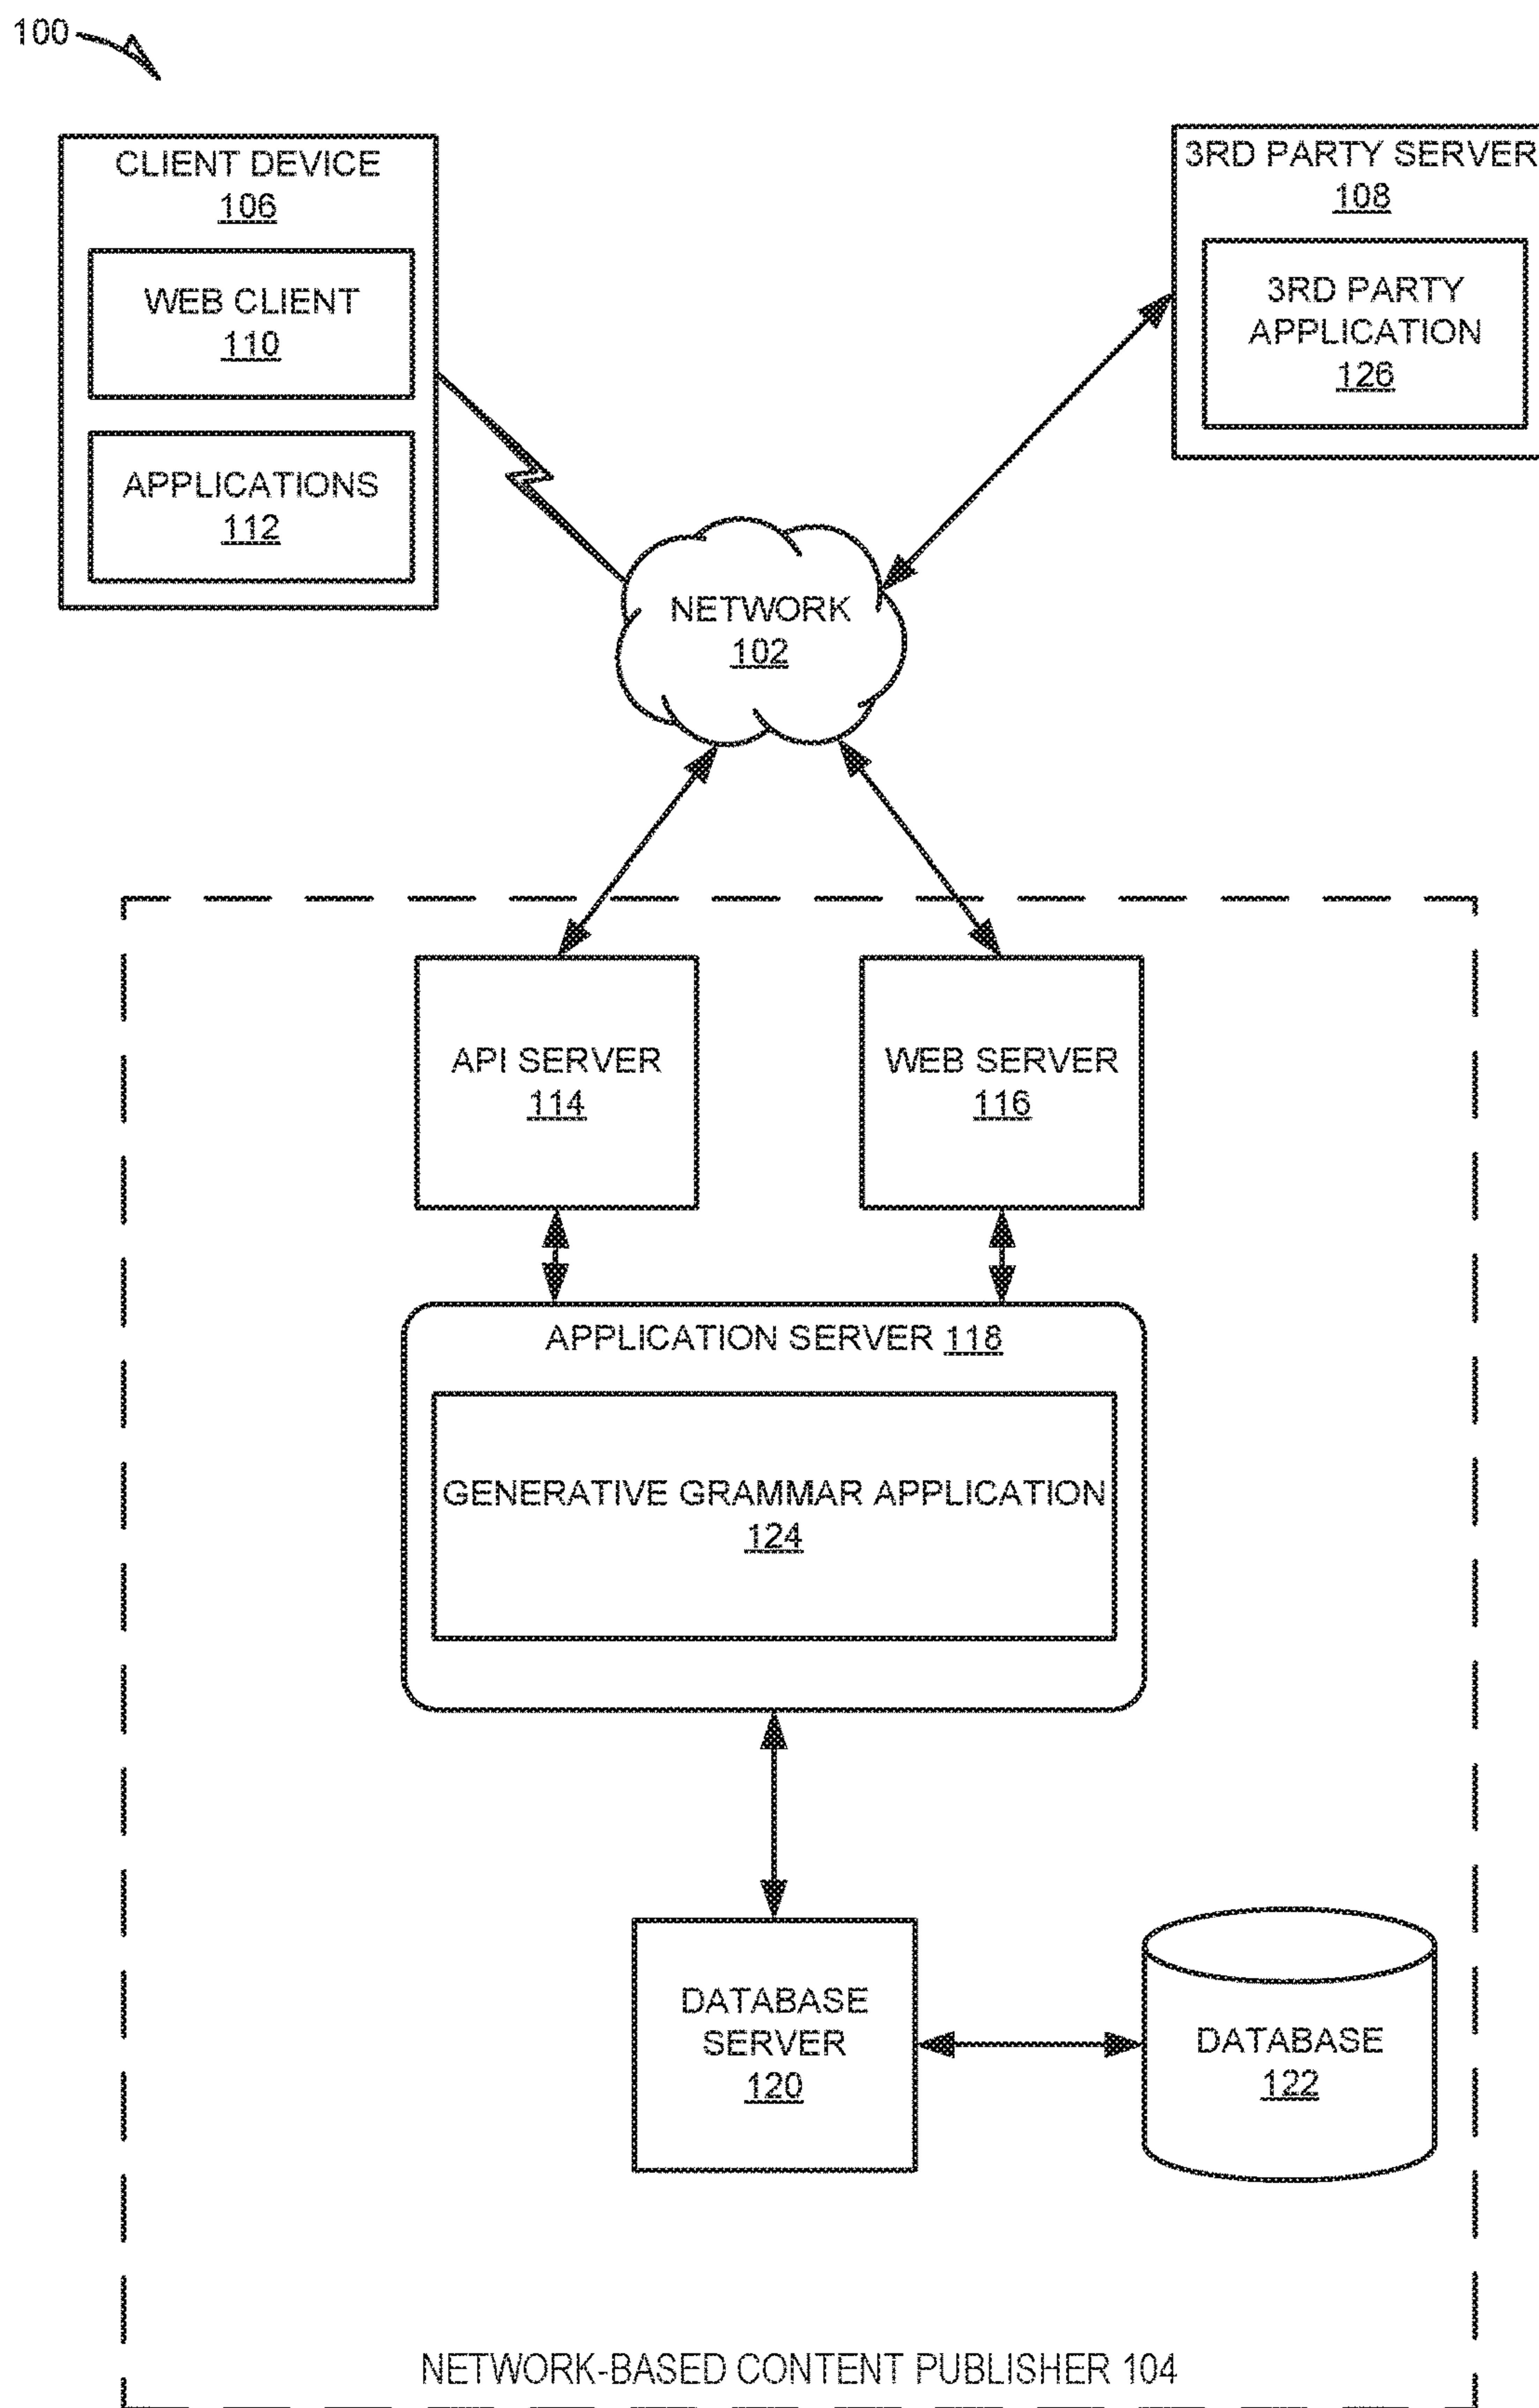 100
CLIENT DEVICE
106
WEB CLIENT
110
APPLICATIONS
112
3RD PARTY SERVER
108
3RD PARTY
APPLICATION
126
NETWORK
102
API SERVER
114
WEB SERVER
116
APPLICATION SERVER 118
GENERATIVE GRAMMAR APPLICATION
124
DATABASE
SERVER
120
DATABASE
122
NETWORK-BASED CONTENT PUBLISHER 104